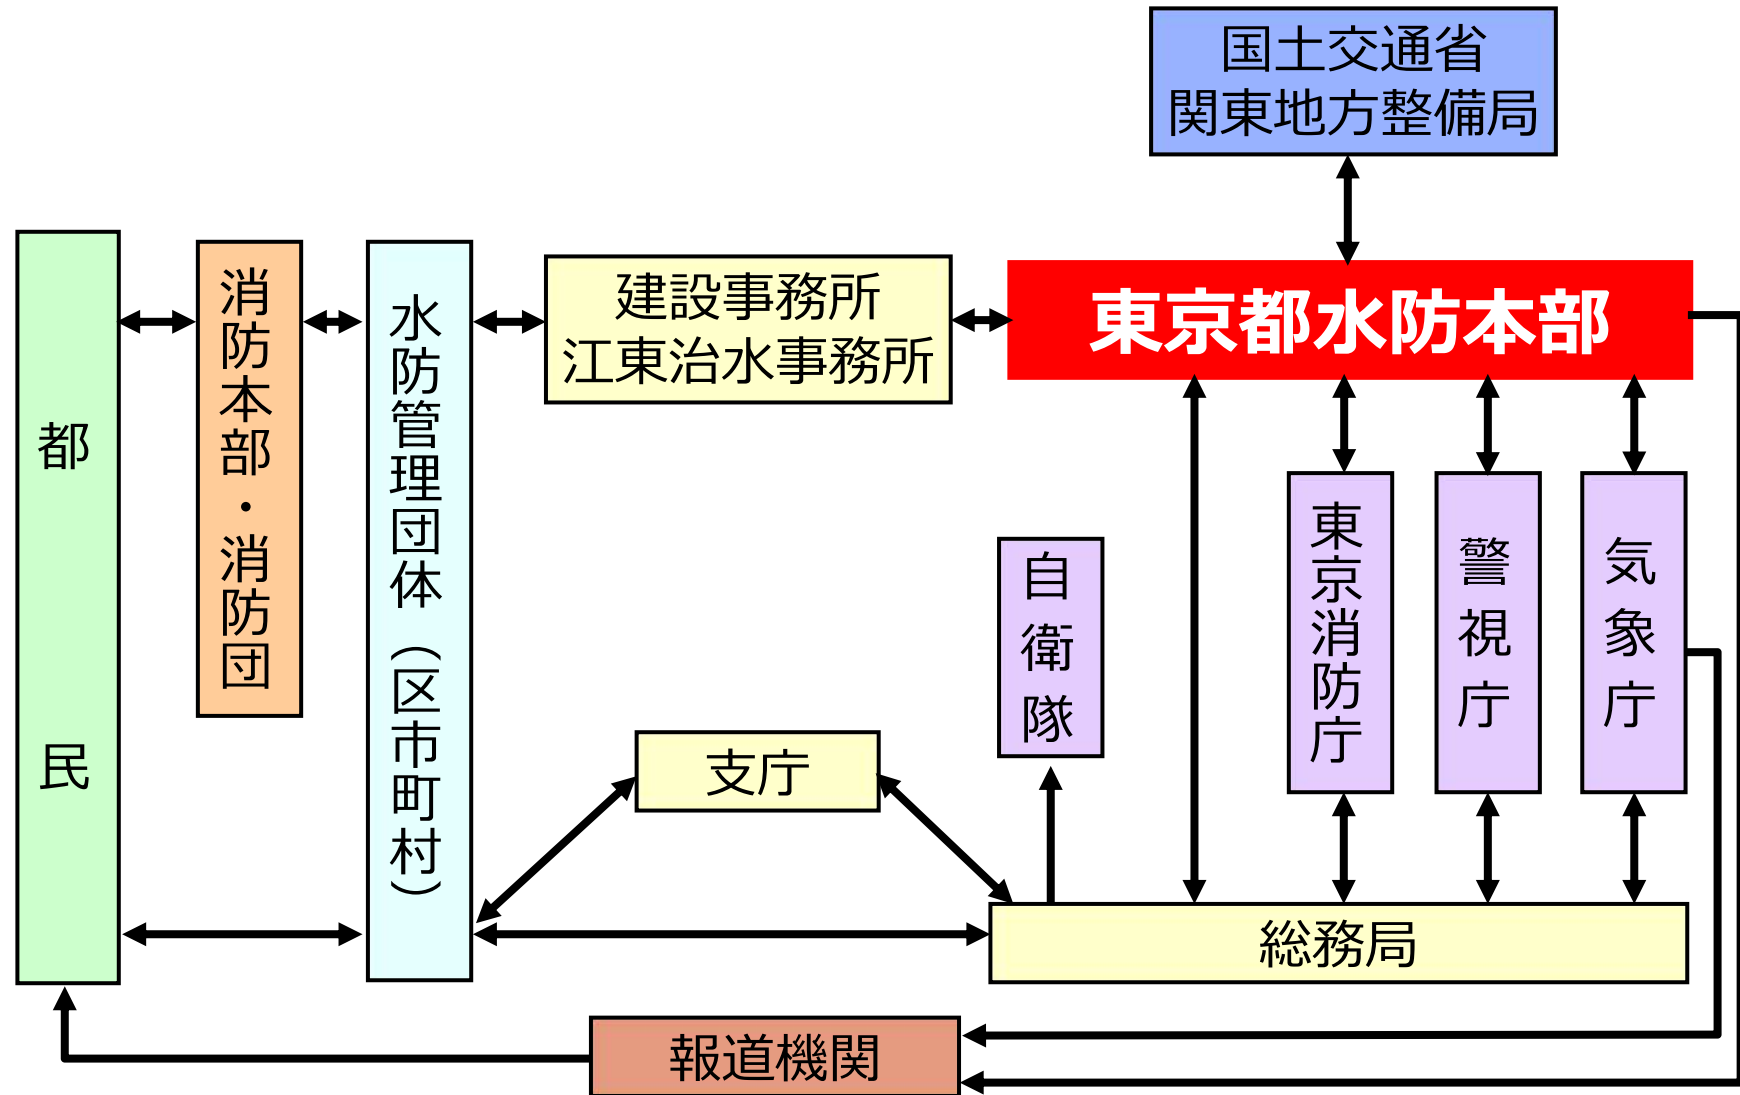 国土交通省
関東地方整備局
東京都水防本部
建設事務所
江東治水事務所
水防管理団体（区市町村）
消防本部・消防団
都民
自衛隊
東京消防庁
警視庁
気象庁
支庁
総務局
報道機関